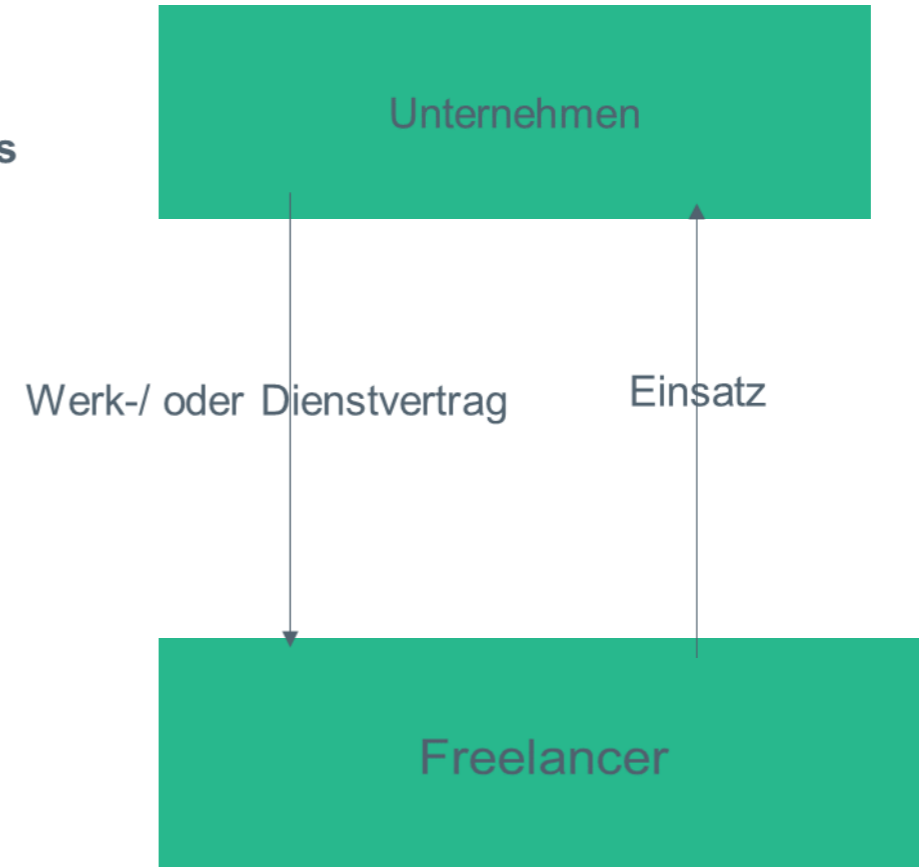 Unternehmen
s
Werk-/ oder Dienstvertrag
Einsatz
Freelancer